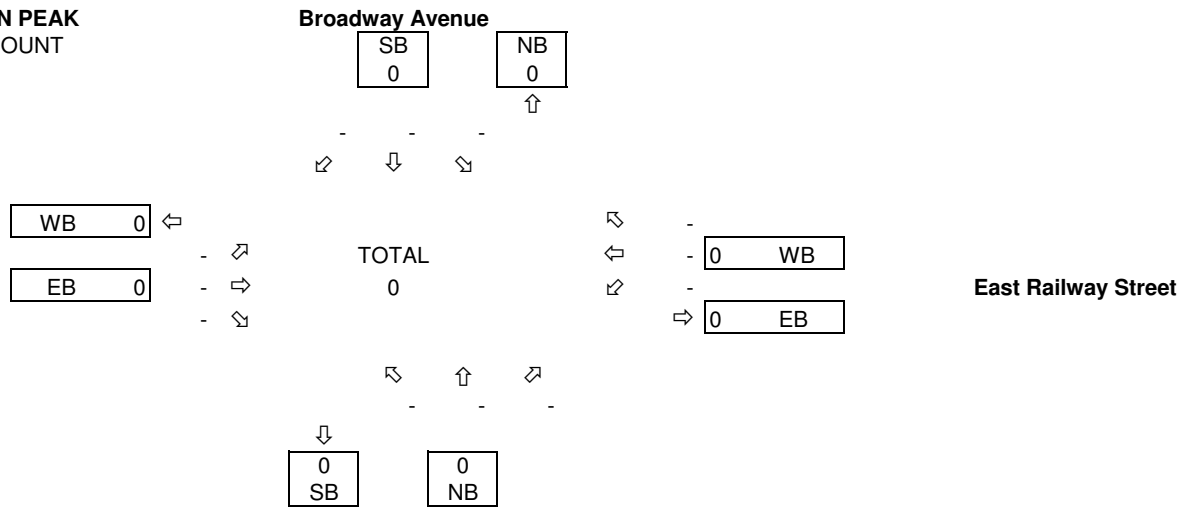 N PEAK Broadway Avenue
OUNT SB NB
0 0
⇧
- - -
⬃ ⇩ ⬂
WB 0 ⇦ ⬁ -
- ⬀ TOTAL ⇦ - 0 WB
EB 0 - ⇨ 0 ⬃ - East Railway Street
- ⬂ ⇨ 0 EB
⬁ ⇧ ⬀
- - -
⇩
0 0
SB NB